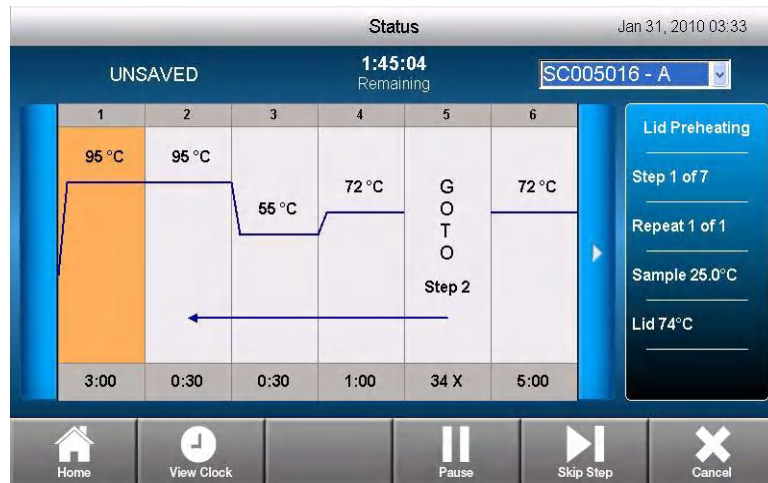 Status
Jan 31, 2010 03:33
UNSAVED
1:45:04
Remaining
SC005016 - A
1 2 3 4 5 6
95 °C 95 °C 55 °C 72 °C GOTO 72 °C
Step 2
3:00 0:30 0:30 1:00 34 X 5:00
Lid Preheating
Step 1 of 7
Repeat 1 of 1
Sample 25.0°C
Lid 74°C
Home View Clock Pause Skip Step Cancel